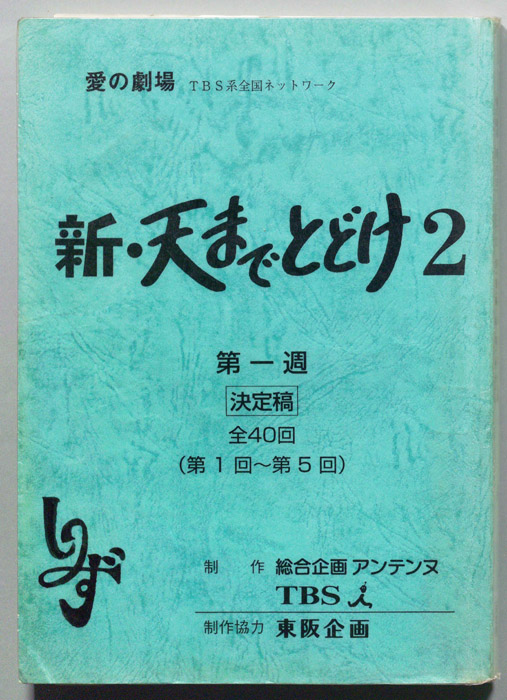 愛の劇場 TBS系全国ネットワーク
新・天までとどけ2
第一週
決定稿
全40回
(第1回~第5回)
しのず
制作 総合企画アンテンヌ
TBS
制作協力 東阪企画